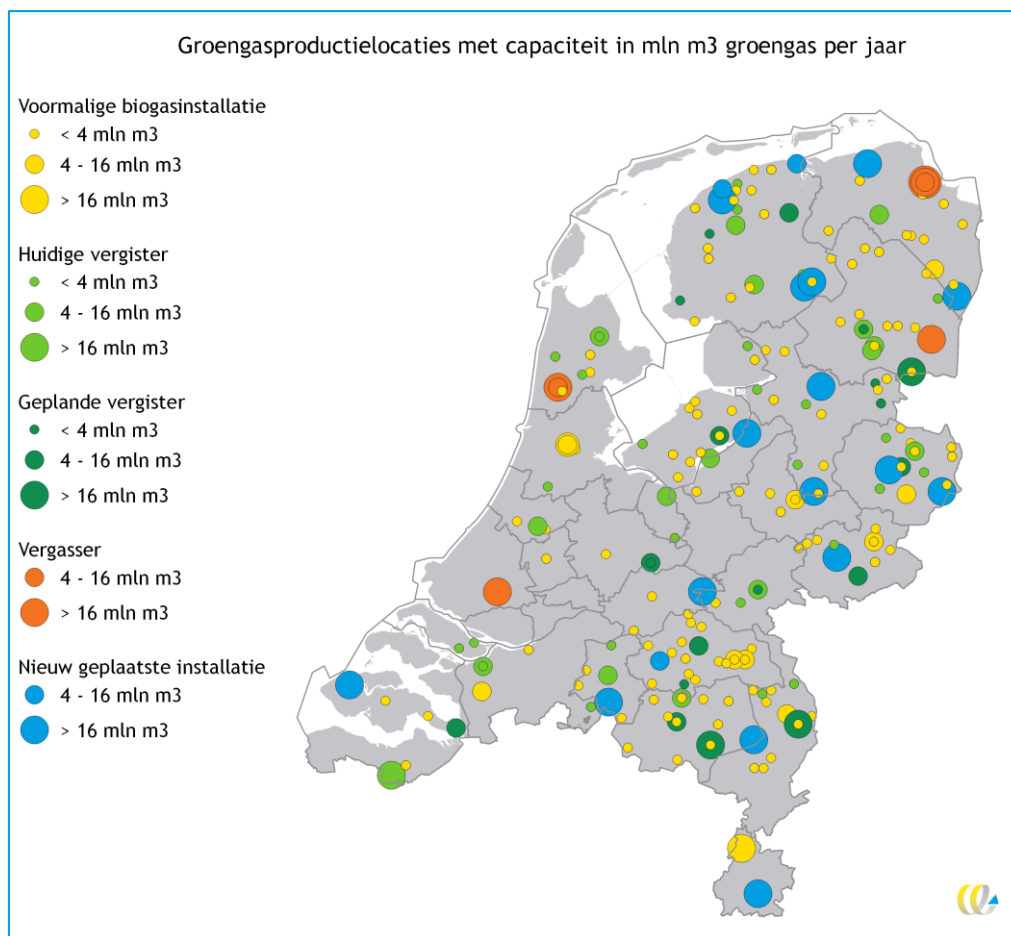 Groengasproductielocaties met capaciteit in mln m3 groengas per jaar
Voormalige biogasinstallatie
< 4 mln m3
4 - 16 mln m3
> 16 mln m3
Huidige vergister
< 4 mln m3
4 - 16 mln m3
> 16 mln m3
Geplande vergister
< 4 mln m3
4 - 16 mln m3
> 16 mln m3
Vergasser
4 - 16 mln m3
> 16 mln m3
Nieuw geplaatste installatie
4 - 16 mln m3
> 16 mln m3